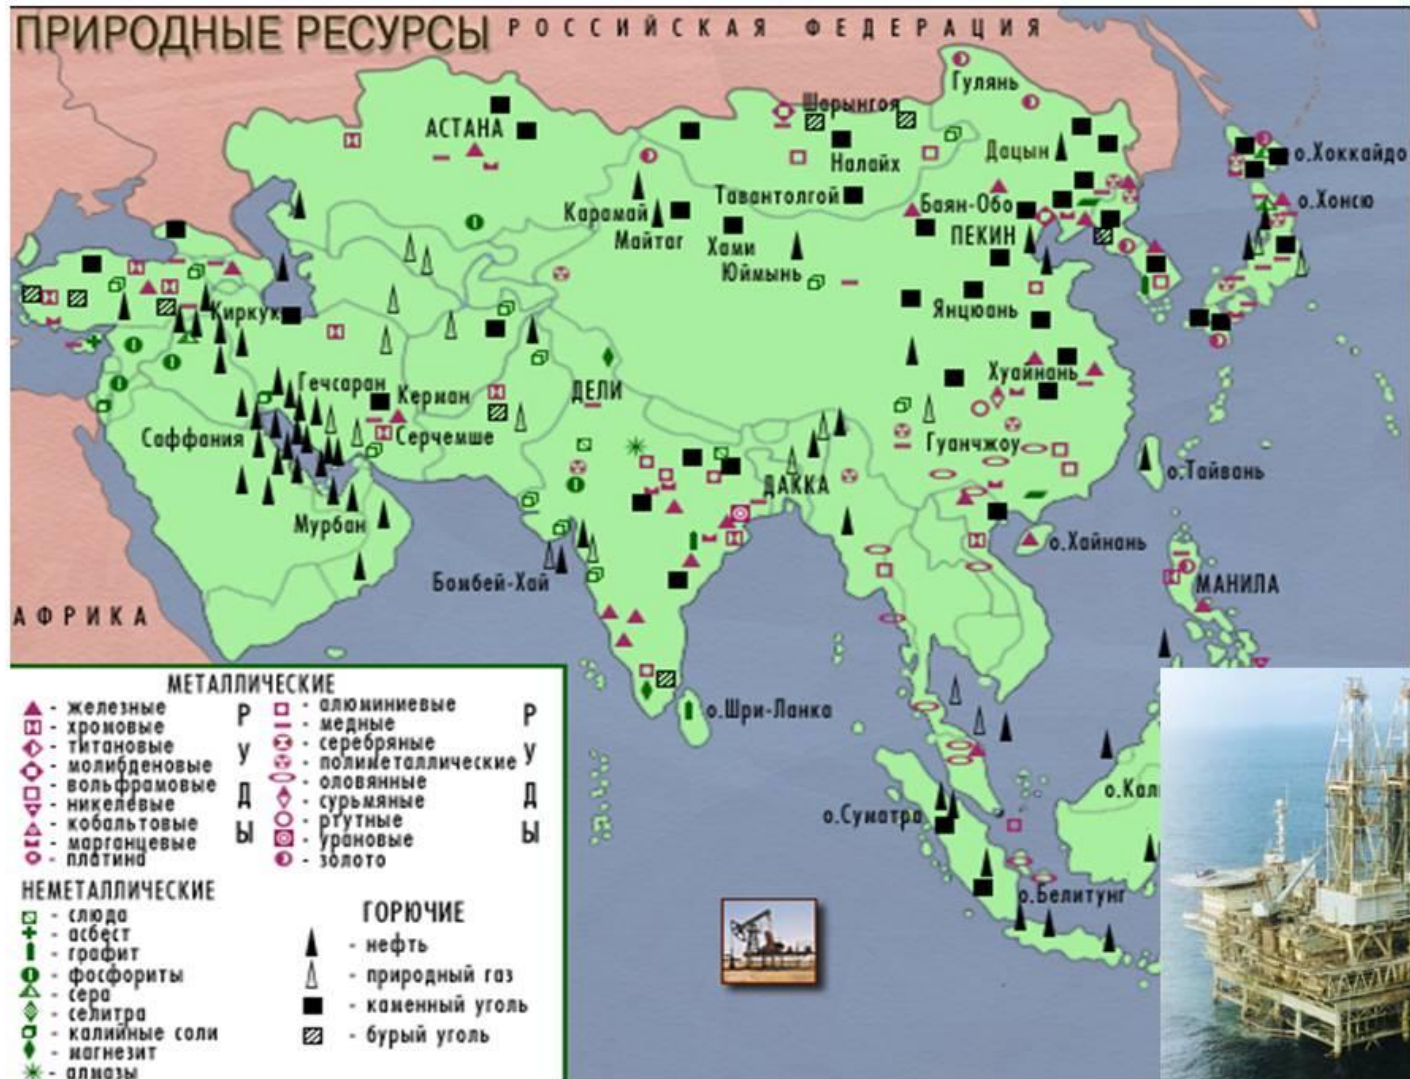 ПРИРОДНЫЕ РЕСУРСЫ
РОССИЙСКАЯ ФЕДЕРАЦИЯ
Гулянь
Шарынгоя
АСТАНА
Налайх
Дацын
о.Хоккайдо
Тавантолгой
Баян-Обо
о.Хонсю
Карамай
Майтаг
Хами
ПЕКИН
Юймынь
Киркук
Янцюань
Гечсаран
Керман
ДЕЛИ
Хуайнань
Саффания
Серчемше
Гуанчжоу
ДАККА
о.Тайвань
Мурбан
о.Хайнань
Бомбей-Хай
МАНИЛА
АФРИКА
о.Шри-Ланка
о.Суматра
о.Кал
о.Белитунг
МЕТАЛЛИЧЕСКИЕ
РУДЫ
- железные
- хромовые
- титановые
- молибденовые
- вольфрамовые
- никелевые
- кобальтовые
- марганцевые
- платина
РУДЫ
- алюминиевые
- медные
- серебряные
- полиметаллические
- оловянные
- сурьмяные
- ртутные
- урановые
- золото
НЕМЕТАЛЛИЧЕСКИЕ
- слюда
- асбест
- графит
- фосфориты
- сера
- селитра
- калийные соли
- магнезит
- алмазы
ГОРЮЧИЕ
- нефть
- природный газ
- каменный уголь
- бурый уголь